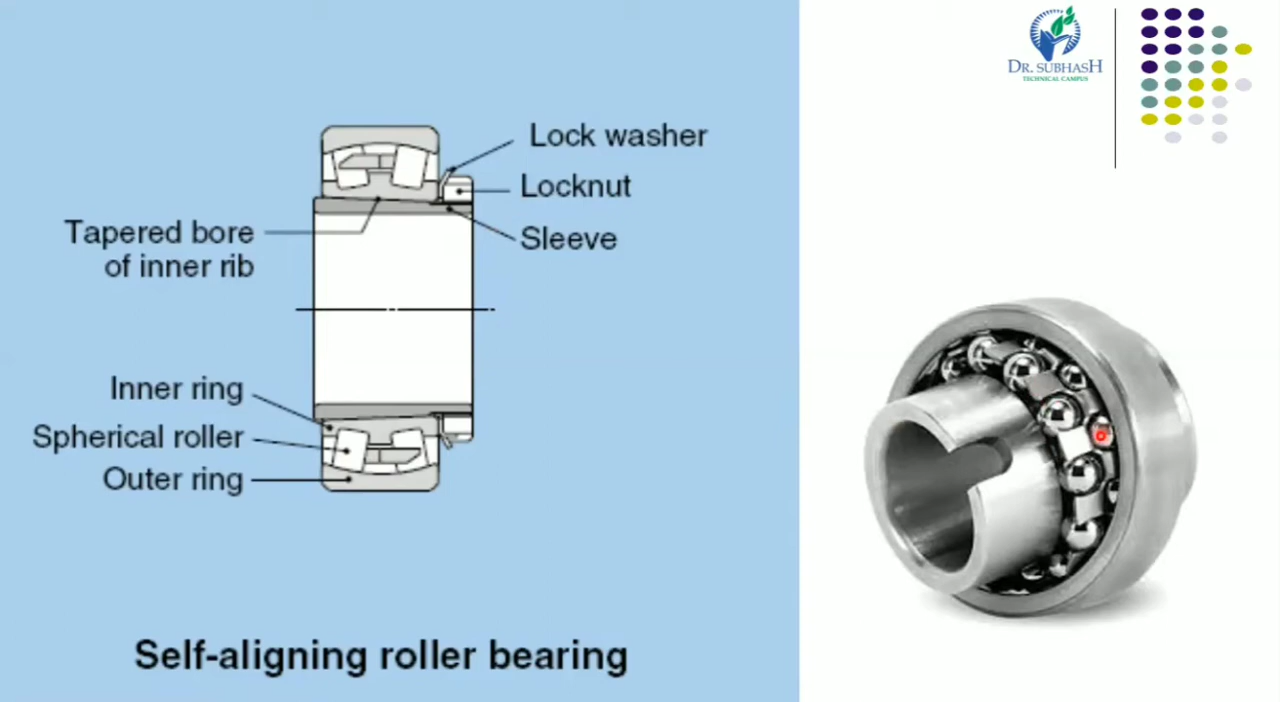 DR. SUBHASH
TECHNICAL CAMPUS
Lock washer
Locknut
Tapered bore
of inner rib
Sleeve
Inner ring
Spherical roller
Outer ring
Self-aligning roller bearing